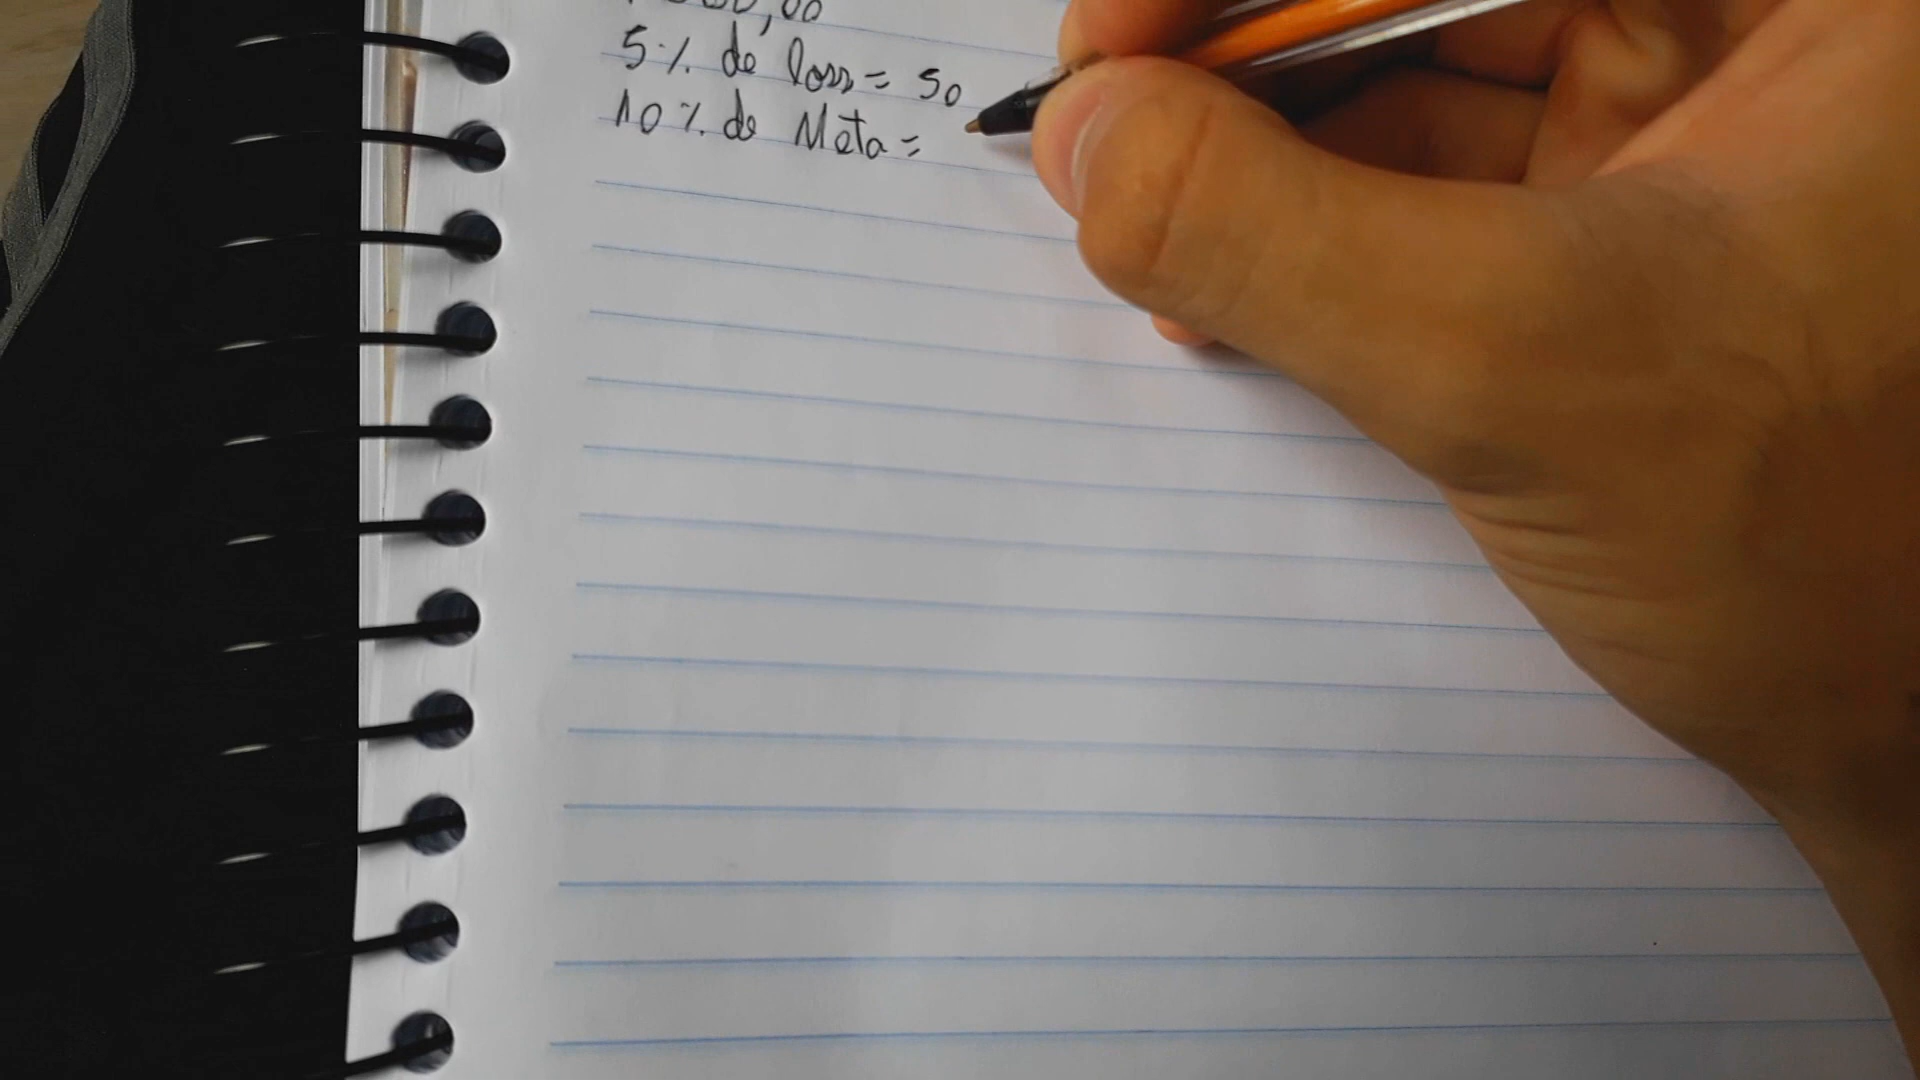 5% de loss = 50
10% de Meta =